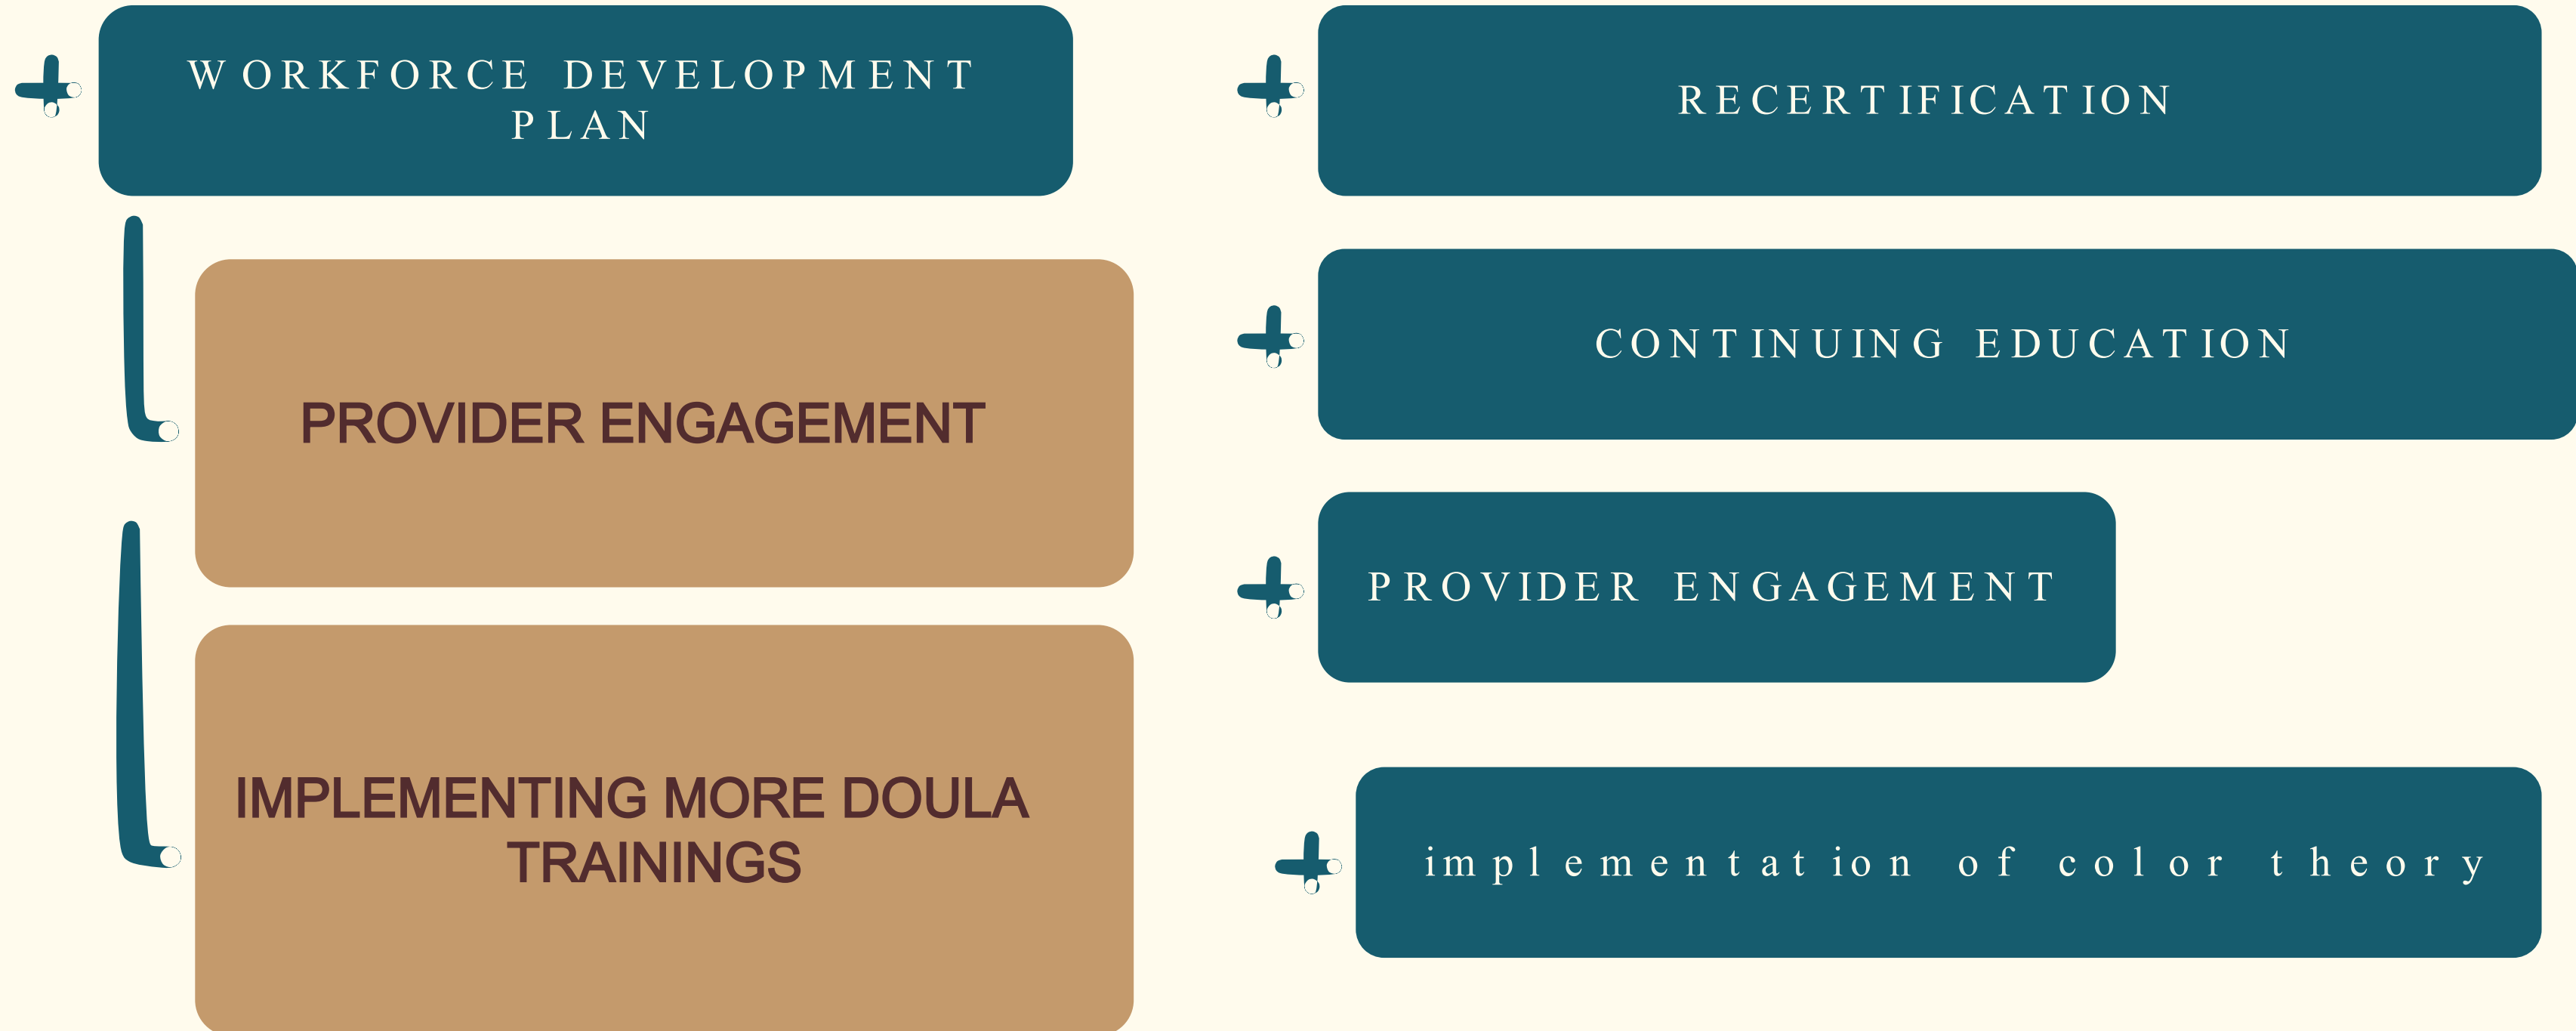 WORKFORCE DEVELOPMENT
PLAN
PROVIDER ENGAGEMENT
IMPLEMENTING MORE DOULA
TRAININGS
RECERTIFICATION
CONTINUING EDUCATION
PROVIDER ENGAGEMENT
implementation of color theory